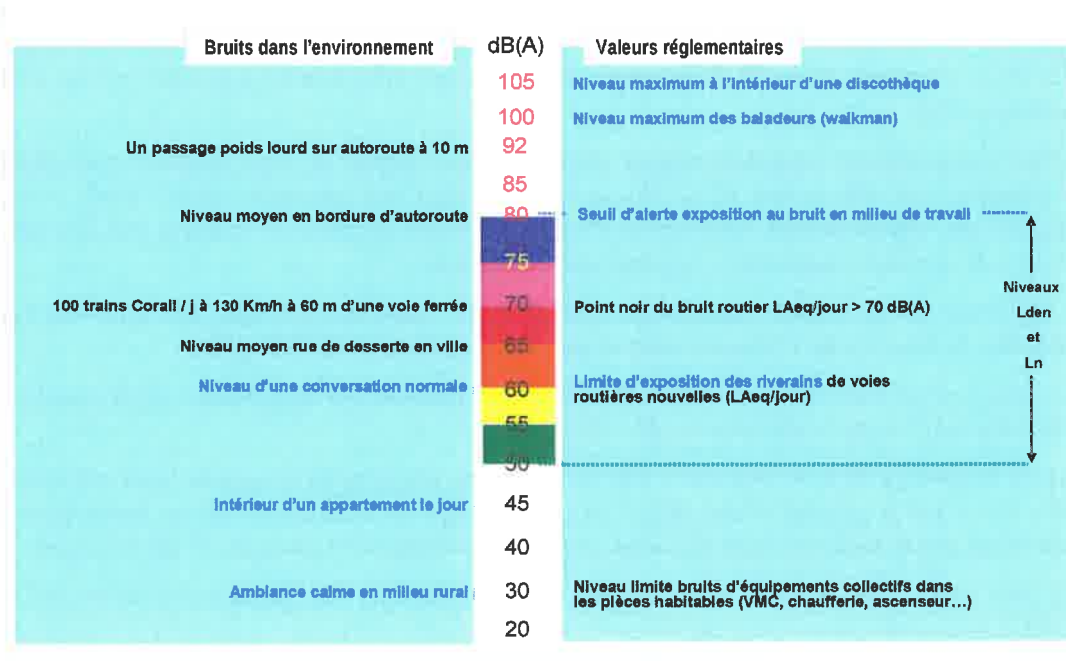 Bruits dans l'environnement dB(A) Valeurs réglementaires
105 Niveau maximum à l'intérieur d'une discothèque
100 Niveau maximum des baladeurs (walkman)
Un passage poids lourd sur autoroute à 10 m 92
85
Niveau moyen en bordure d'autoroute 80 Seuil d'alerte exposition au bruit en milieu de travail
75
Niveaux
100 trains Corail / j à 130 Km/h à 60 m d'une voie ferrée 70 Point noir du bruit routier LAeq/jour > 70 dB(A)
Lden
et
Niveau moyen rue de desserte en ville 65
Ln
Niveau d'une conversation normale 60 Limite d'exposition des riverains de voies
routières nouvelles (LAeq/jour)
55
50
Intérieur d'un appartement le jour 45
40
Ambiance calme en milieu rural 30 Niveau limite bruits d'équipements collectifs dans
les pièces habitables (VMC, chaufferie, ascenseur...)
20